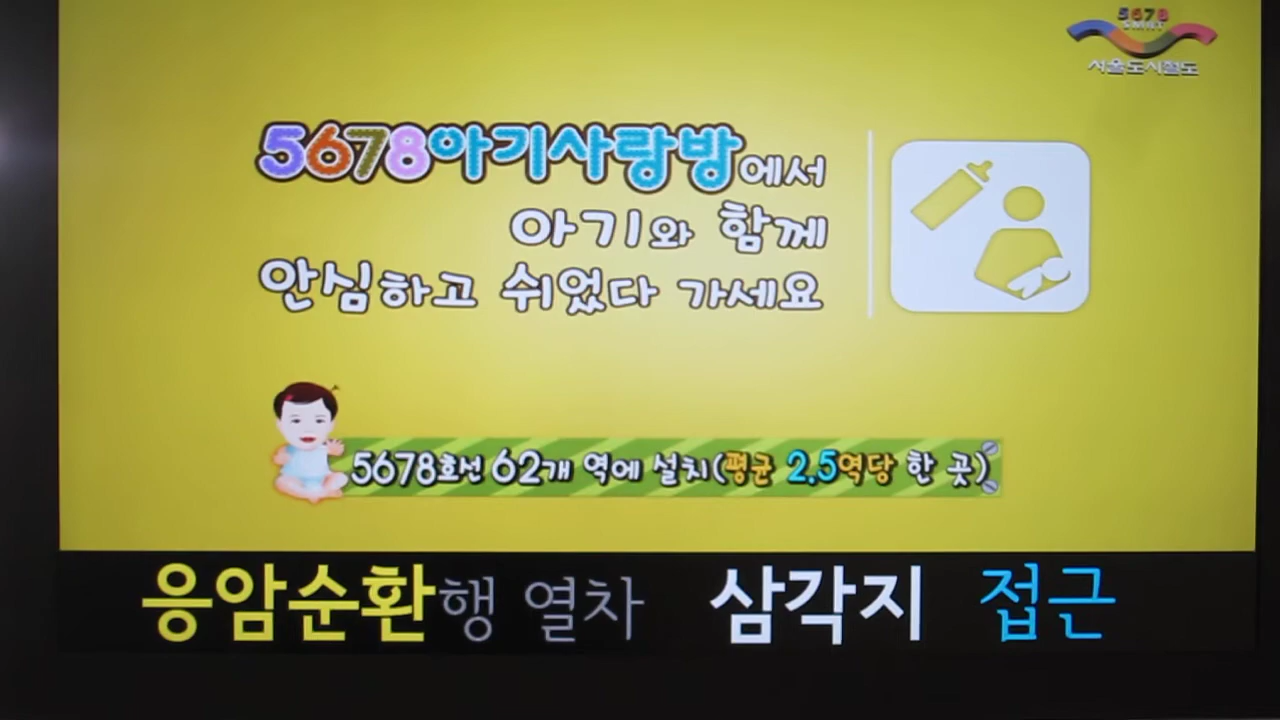 5678
SMRT
서울도시철도
5678아기사랑방에서
아기와 함께
안심하고 쉬었다 가세요
5678호선 62개 역에 설치(평균 2.5역당 한 곳)
응암순환행 열차 삼각지 접근